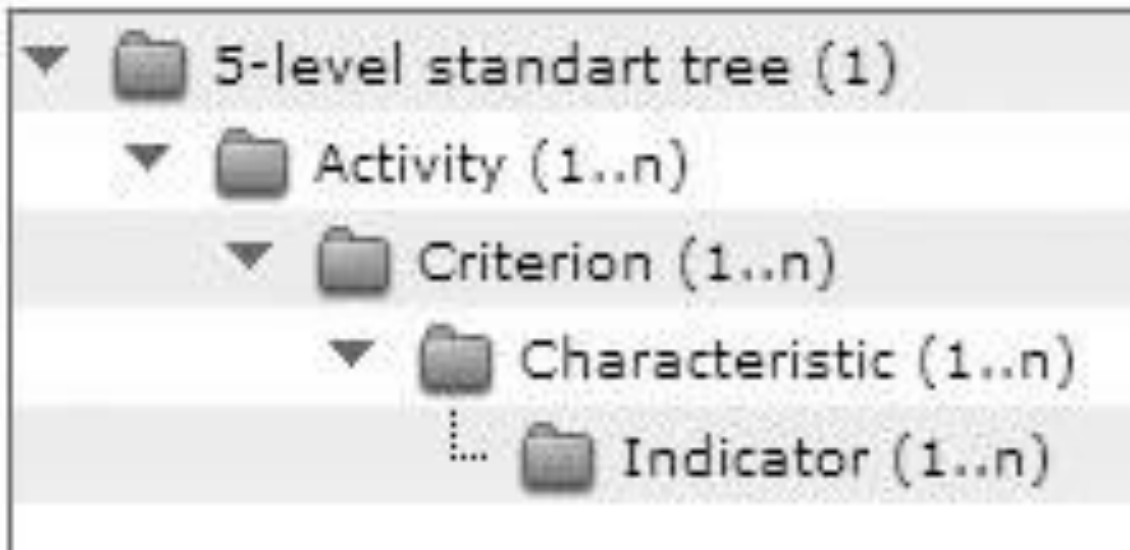 5-level standart tree (1)
Activity (1..n)
Criterion (1..n)
Characteristic (1..n)
Indicator (1..n)